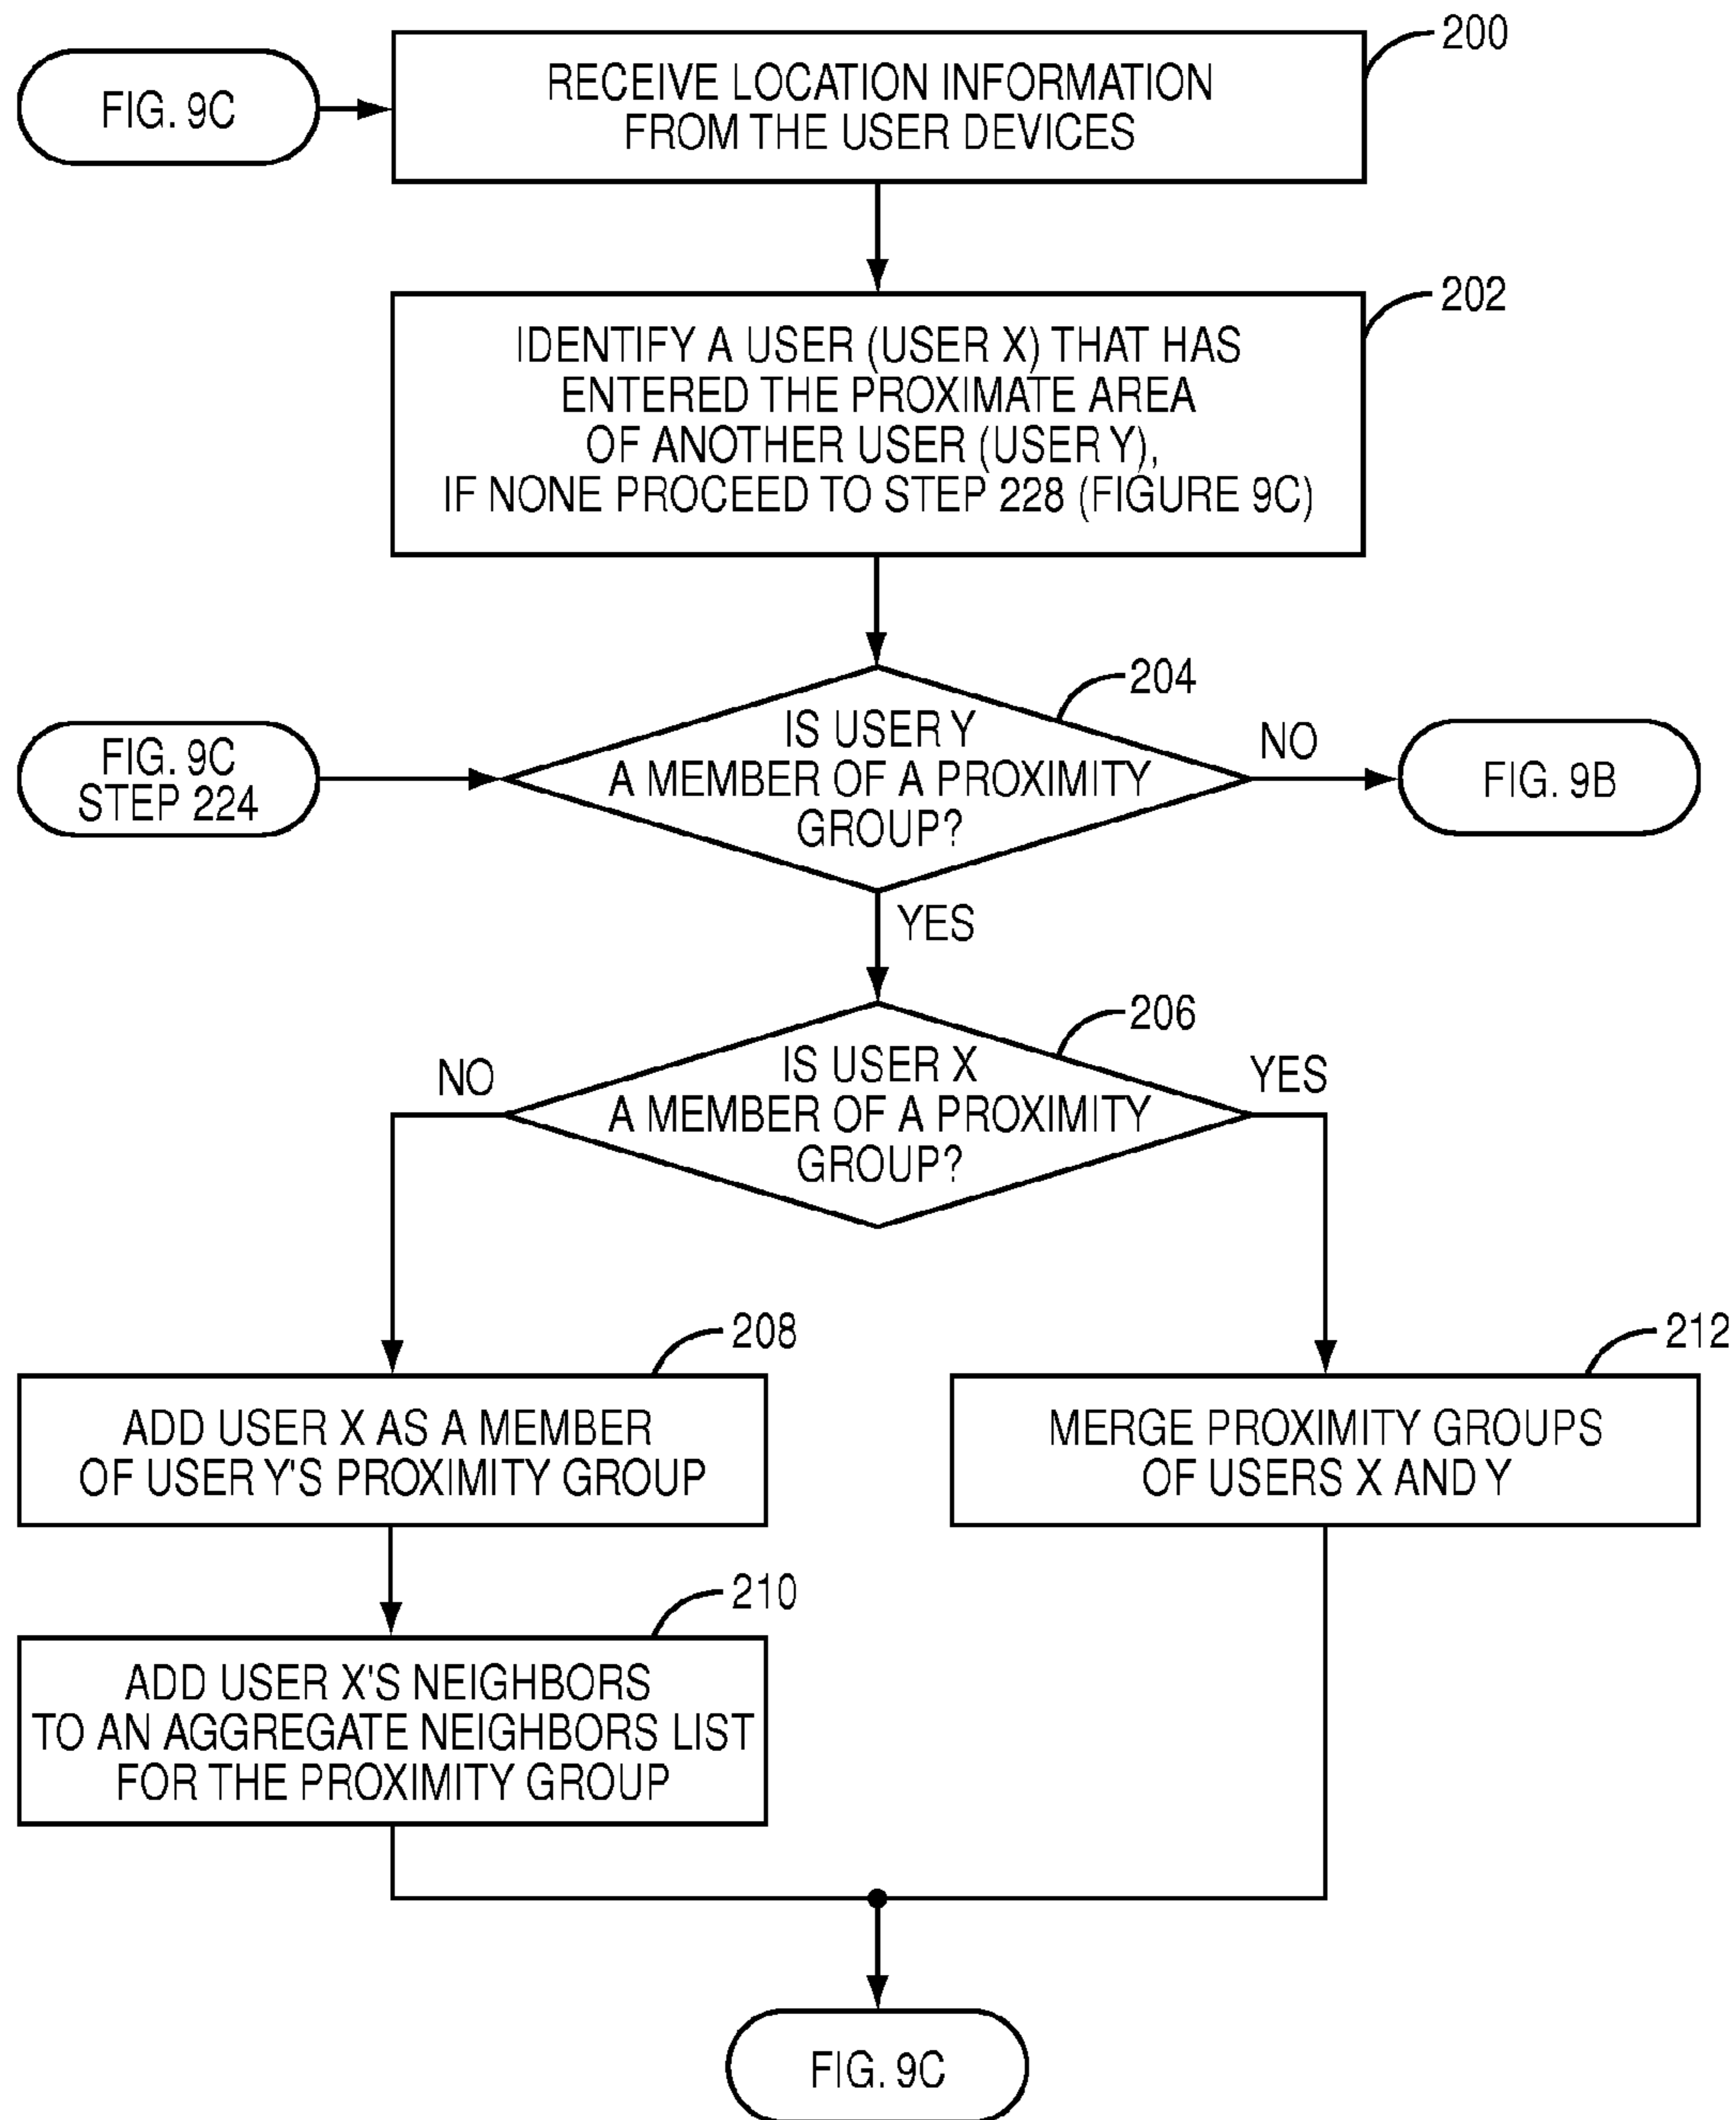 FIG. 9C
200
RECEIVE LOCATION INFORMATION
FROM THE USER DEVICES
202
IDENTIFY A USER (USER X) THAT HAS
ENTERED THE PROXIMATE AREA
OF ANOTHER USER (USER Y),
IF NONE PROCEED TO STEP 228 (FIGURE 9C)
FIG. 9C
STEP 224
204
IS USER Y
A MEMBER OF A PROXIMITY
GROUP?
NO
FIG. 9B
YES
206
IS USER X
A MEMBER OF A PROXIMITY
GROUP?
NO
YES
208
ADD USER X AS A MEMBER
OF USER Y'S PROXIMITY GROUP
212
MERGE PROXIMITY GROUPS
OF USERS X AND Y
210
ADD USER X'S NEIGHBORS
TO AN AGGREGATE NEIGHBORS LIST
FOR THE PROXIMITY GROUP
FIG. 9C